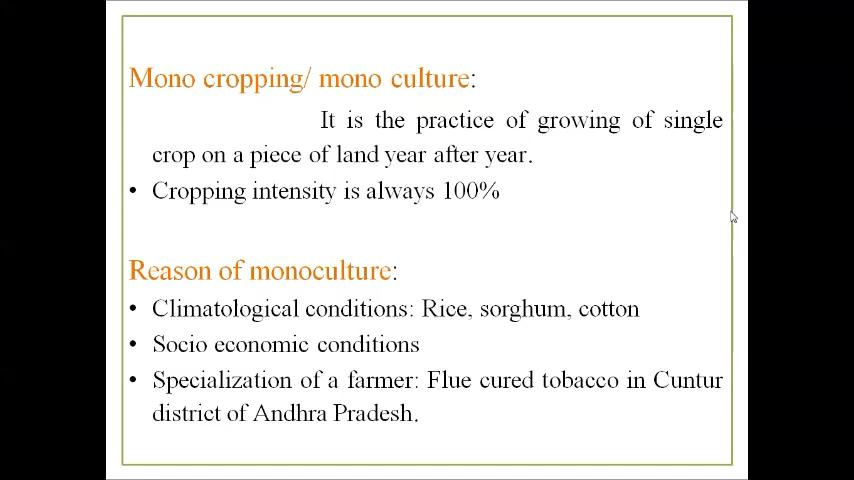 Mono cropping/ mono culture:
It is the practice of growing of single
crop on a piece of land year after year.
• Cropping intensity is always 100%
Reason of monoculture:
• Climatological conditions: Rice, sorghum, cotton
• Socio economic conditions
• Specialization of a farmer: Flue cured tobacco in Cuntur
district of Andhra Pradesh.